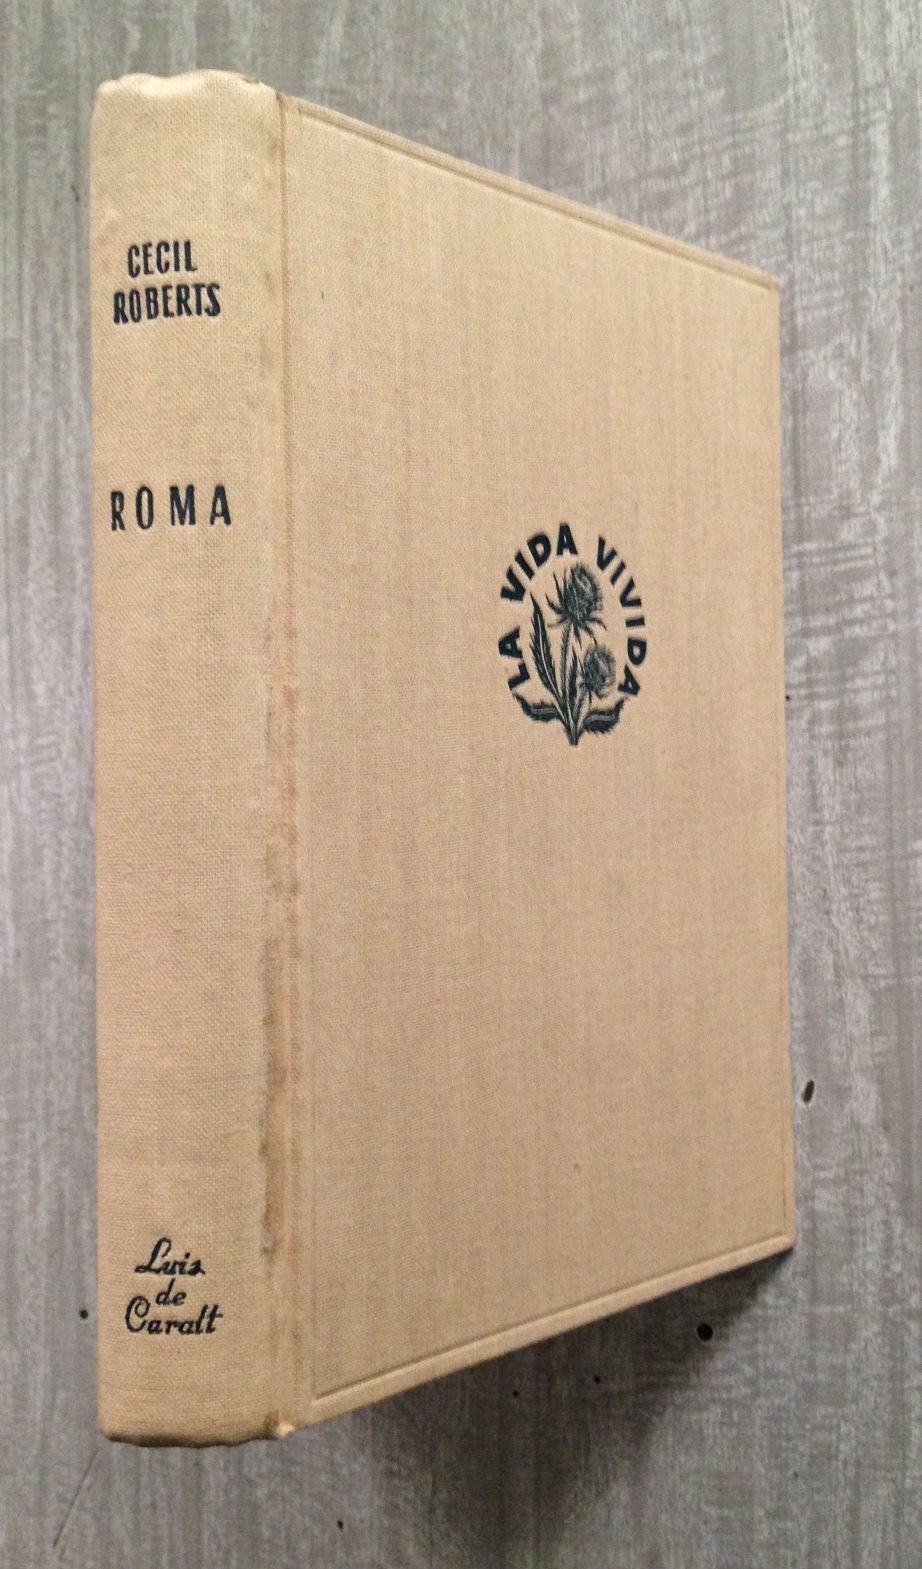 CECIL
ROBERTS
ROMA
Luis
de
Caralt
LA VIDA VIVIDA